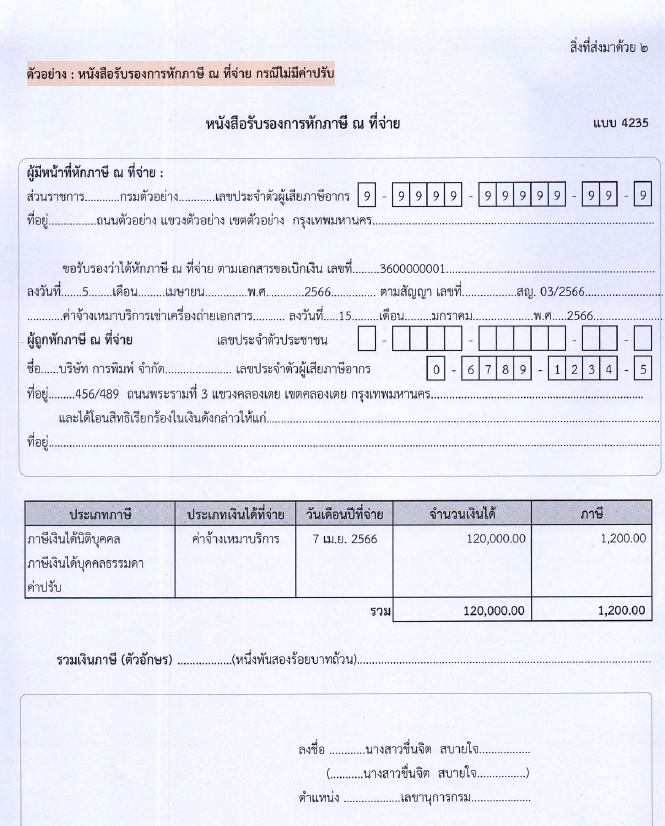 สิ่งที่ส่งมาด้วย ๒
ตัวอย่าง : หนังสือรับรองการหักภาษี ณ ที่จ่าย กรณีไม่มีค่าปรับ
หนังสือรับรองการหักภาษี ณ ที่จ่าย แบบ 4235
ผู้มีหน้าที่หักภาษี ณ ที่จ่าย :
ส่วนราชการ..........กรมตัวอย่าง...........เลขประจำตัวผู้เสียภาษีอากร 9 - 9999 - 99999 - 99 - 9
ที่อยู่...............ถนนตัวอย่าง แขวงตัวอย่าง เขตตัวอย่าง กรุงเทพมหานคร..........
ขอรับรองว่าได้หักภาษี ณ ที่จ่าย ตามเอกสารขอเบิกเงิน เลขที่.......3600000001..........
ลงวันที่......5......เดือน........เมษายน............พ.ศ..........2566............. ตามสัญญา เลขที่................สญ. 03/2566..........
...........ค่าจ้างเหมาบริการเช่าเครื่องถ่ายเอกสาร.......... ลงวันที่.....15.......เดือน........มกราคม................พ.ศ.....2566..........
ผู้ถูกหักภาษี ณ ที่จ่าย เลขประจำตัวประชาชน - - - -
ชื่อ.....บริษัท การพิมพ์ จำกัด..................... เลขประจำตัวผู้เสียภาษีอากร 0 - 6789 - 1234 - 5
ที่อยู่........456/489 ถนนพระรามที่ 3 แขวงคลองเตย เขตคลองเตย กรุงเทพมหานคร..........
และได้โอนสิทธิเรียกร้องในเงินดังกล่าวให้แก่..........
ที่อยู่..........
ประเภทภาษี ประเภทเงินได้ที่จ่าย วันเดือนปีที่จ่าย จำนวนเงินได้ ภาษี
ภาษีเงินได้นิติบุคคล ค่าจ้างเหมาบริการ 7 เม.ย. 2566 120,000.00 1,200.00
ภาษีเงินได้บุคคลธรรมดา
ค่าปรับ
รวม 120,000.00 1,200.00
รวมเงินภาษี (ตัวอักษร) ..................(หนึ่งพันสองร้อยบาทถ้วน)..........
ลงชื่อ ...........นางสาวชื่นจิต สบายใจ................
(..........นางสาวชื่นจิต สบายใจ...............)
ตำแหน่ง .................เลขานุการกรม..................